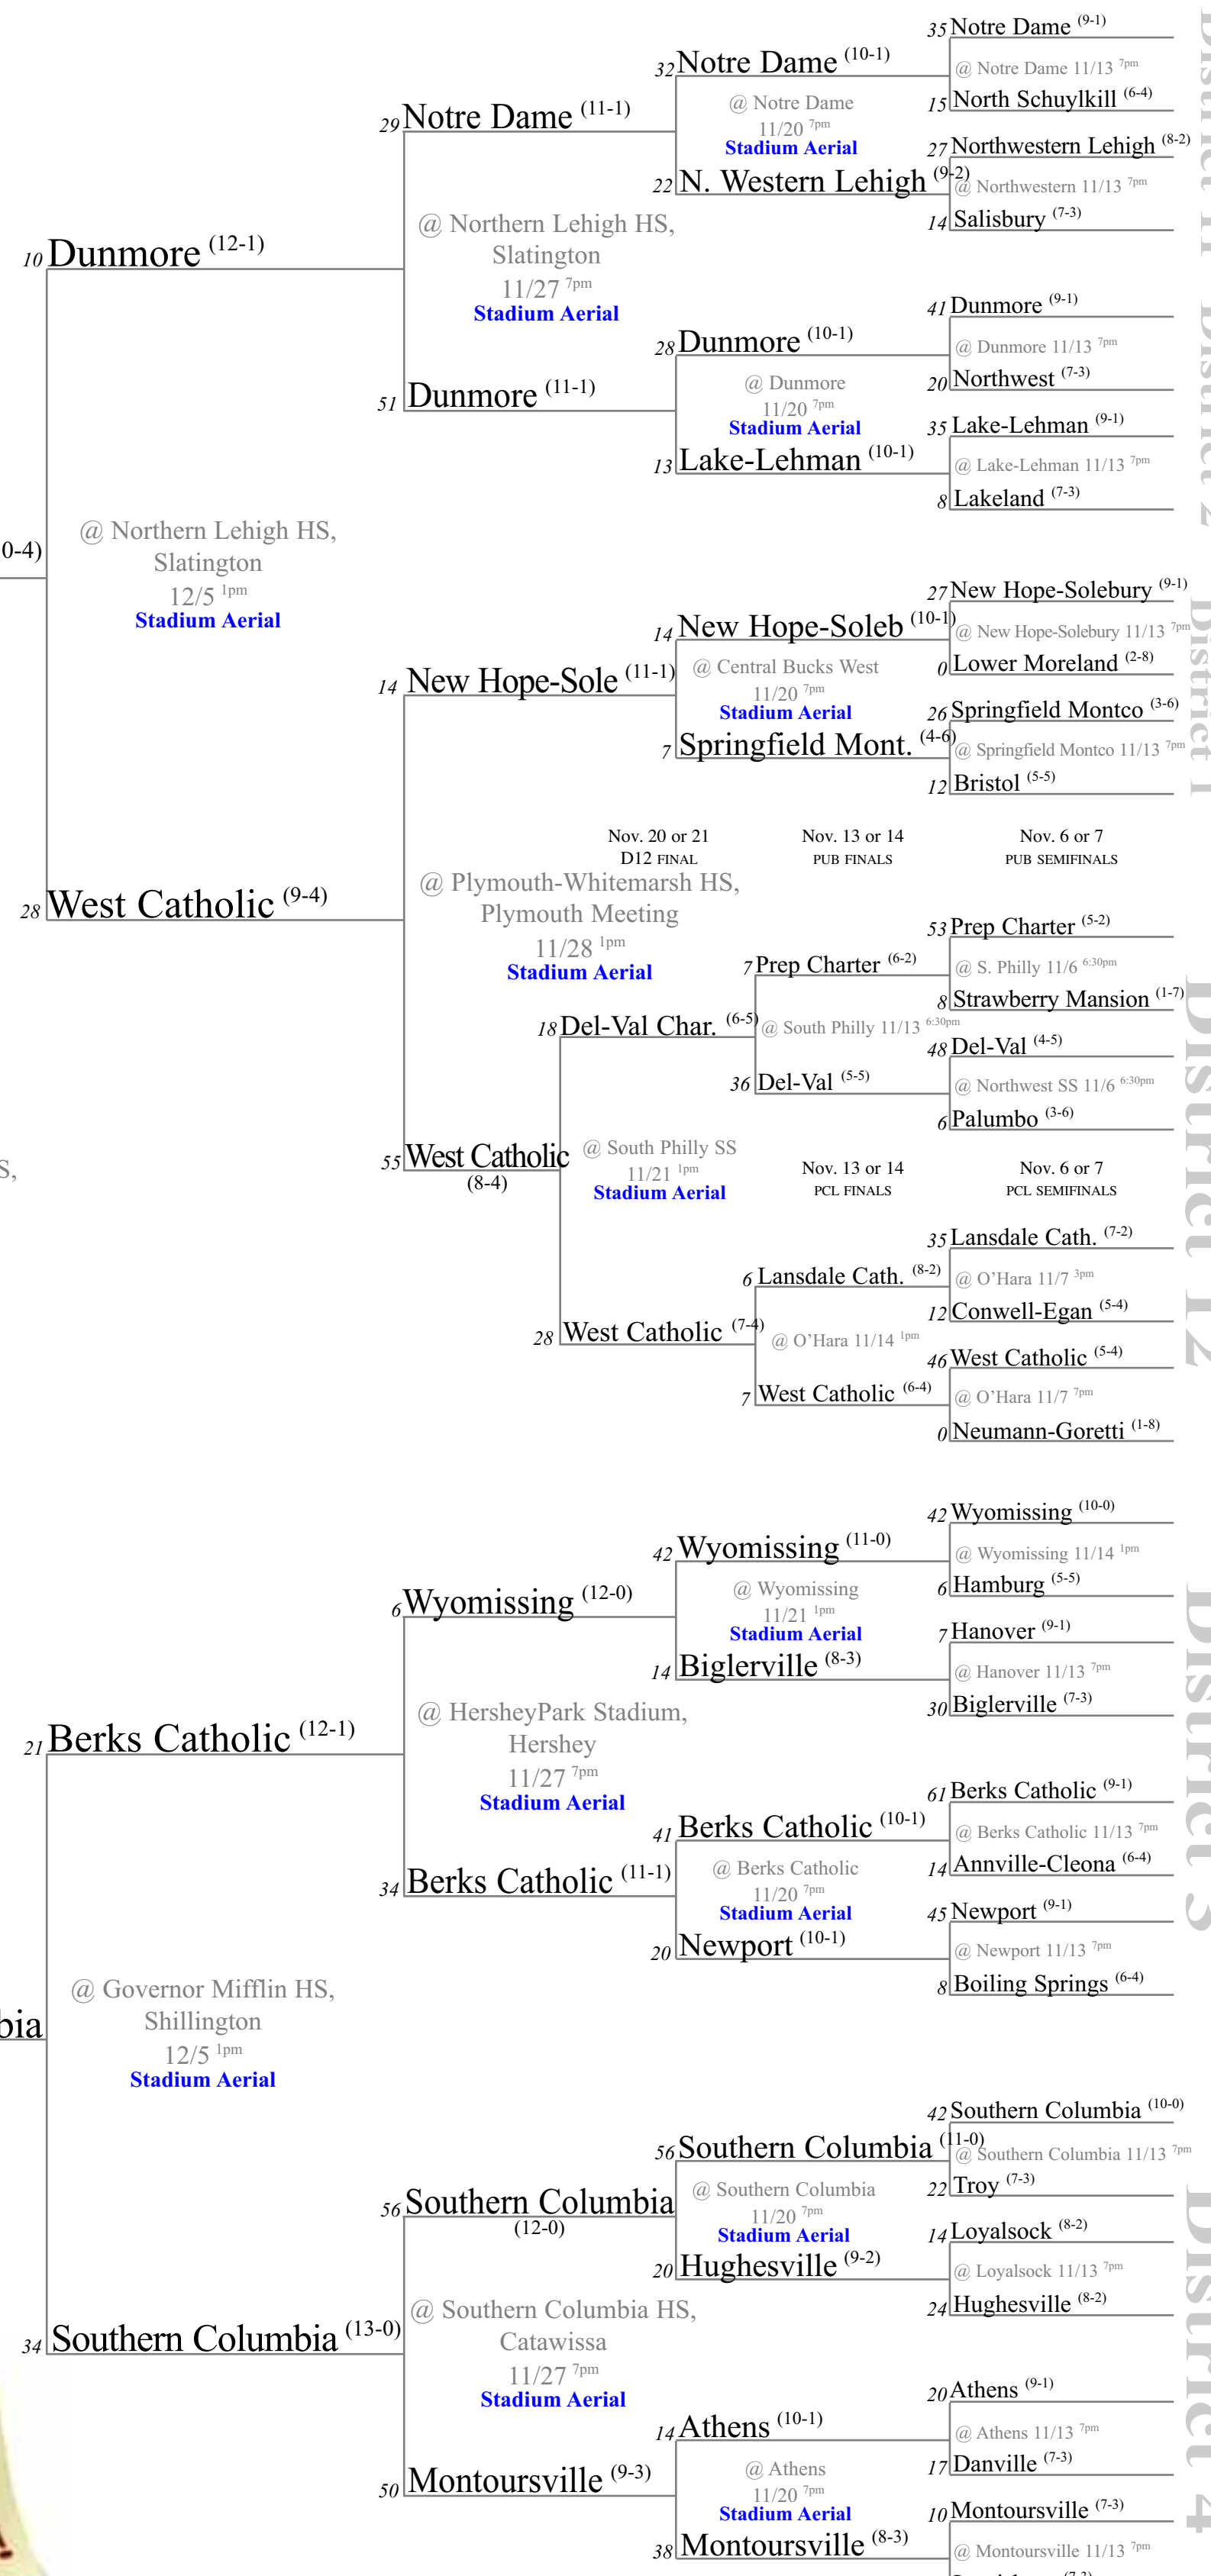 35 Notre Dame (9-1)
@ Notre Dame 11/13 7pm
15 North Schuylkill (6-4)
32 Notre Dame (10-1)
@ Notre Dame
11/20 7pm
Stadium Aerial
27 Northwestern Lehigh (8-2)
@ Northwestern 11/13 7pm
14 Salisbury (7-3)
22 N. Western Lehigh (9-2)
29 Notre Dame (11-1)
@ Northern Lehigh HS,
Slatington
11/27 7pm
Stadium Aerial
10 Dunmore (12-1)
41 Dunmore (9-1)
@ Dunmore 11/13 7pm
20 Northwest (7-3)
28 Dunmore (10-1)
@ Dunmore
11/20 7pm
Stadium Aerial
35 Lake-Lehman (9-1)
@ Lake-Lehman 11/13 7pm
8 Lakeland (7-3)
13 Lake-Lehman (10-1)
51 Dunmore (11-1)
District 11
District 2
0-4)
@ Northern Lehigh HS,
Slatington
12/5 1pm
Stadium Aerial
27 New Hope-Solebury (9-1)
@ New Hope-Solebury 11/13 7pm
0 Lower Moreland (2-8)
14 New Hope-Soleb (10-1)
@ Central Bucks West
11/20 7pm
Stadium Aerial
26 Springfield Montco (3-6)
@ Springfield Montco 11/13 7pm
12 Bristol (5-5)
7 Springfield Mont. (4-6)
14 New Hope-Sole (11-1)
District 1
Nov. 20 or 21
D12 FINAL
Nov. 13 or 14
PUB FINALS
Nov. 6 or 7
PUB SEMIFINALS
@ Plymouth-Whitemarsh HS,
Plymouth Meeting
11/28 1pm
Stadium Aerial
28 West Catholic (9-4)
53 Prep Charter (5-2)
@ S. Philly 11/6 6:30pm
8 Strawberry Mansion (1-7)
7 Prep Charter (6-2)
@ South Philly 11/13 6:30pm
48 Del-Val (4-5)
@ Northwest SS 11/6 6:30pm
6 Palumbo (3-6)
36 Del-Val (5-5)
18 Del-Val Char. (6-5)
@ South Philly SS
11/21 1pm
Stadium Aerial
55 West Catholic
(8-4)
S,
Nov. 13 or 14
PCL FINALS
Nov. 6 or 7
PCL SEMIFINALS
35 Lansdale Cath. (7-2)
@ O'Hara 11/7 3pm
12 Conwell-Egan (5-4)
6 Lansdale Cath. (8-2)
@ O'Hara 11/14 1pm
46 West Catholic (5-4)
@ O'Hara 11/7 7pm
0 Neumann-Goretti (1-8)
7 West Catholic (6-4)
28 West Catholic (7-4)
District 12
42 Wyomissing (10-0)
@ Wyomissing 11/14 1pm
6 Hamburg (5-5)
42 Wyomissing (11-0)
@ Wyomissing
11/21 1pm
Stadium Aerial
7 Hanover (9-1)
@ Hanover 11/13 7pm
30 Biglerville (7-3)
14 Biglerville (8-3)
6 Wyomissing (12-0)
@ HersheyPark Stadium,
Hershey
11/27 7pm
Stadium Aerial
21 Berks Catholic (12-1)
61 Berks Catholic (9-1)
@ Berks Catholic 11/13 7pm
14 Annville-Cleona (6-4)
41 Berks Catholic (10-1)
@ Berks Catholic
11/20 7pm
Stadium Aerial
45 Newport (9-1)
@ Newport 11/13 7pm
8 Boiling Springs (6-4)
20 Newport (10-1)
34 Berks Catholic (11-1)
District 3
@ Governor Mifflin HS,
Shillington
12/5 1pm
Stadium Aerial
bia
42 Southern Columbia (10-0)
@ Southern Columbia 11/13 7pm
22 Troy (7-3)
56 Southern Columbia (11-0)
@ Southern Columbia
11/20 7pm
Stadium Aerial
14 Loyalsock (8-2)
@ Loyalsock 11/13 7pm
24 Hughesville (8-2)
20 Hughesville (9-2)
56 Southern Columbia
(12-0)
@ Southern Columbia HS,
Catawissa
11/27 7pm
Stadium Aerial
34 Southern Columbia (13-0)
20 Athens (9-1)
@ Athens 11/13 7pm
17 Danville (7-3)
14 Athens (10-1)
@ Athens
11/20 7pm
Stadium Aerial
10 Montoursville (7-3)
@ Montoursville 11/13 7pm
38 Montoursville (8-3)
50 Montoursville (9-3)
District 4